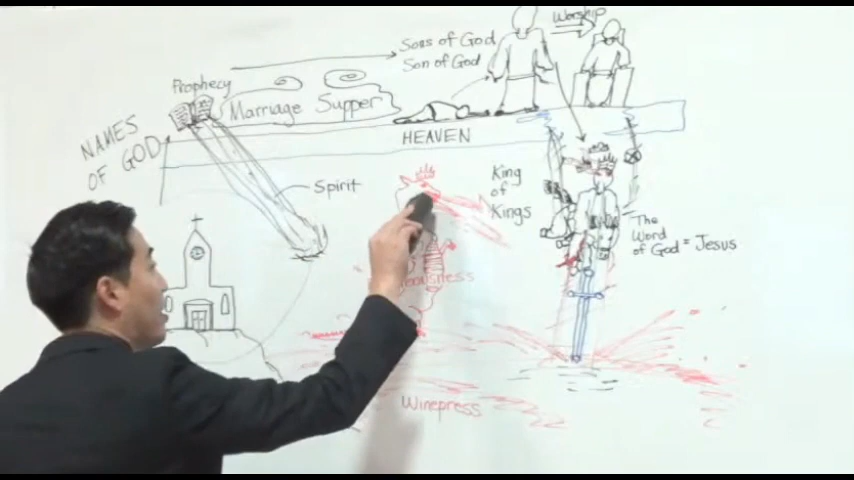 Worship
Sons of God
Son of God
Prophecy
Marriage Supper
NAMES
OF GOD
HEAVEN
Spirit
King
of
Kings
The
Word
of God = Jesus
Winepress